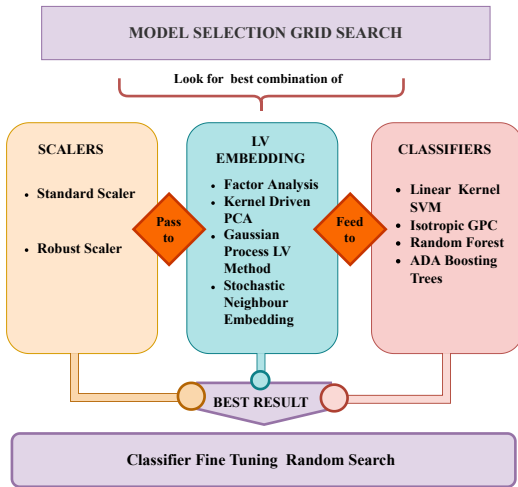 MODEL SELECTION GRID SEARCH
Look for best combination of
SCALERS
• Standard Scaler
• Robust Scaler
Pass
to
LV
EMBEDDING
• Factor Analysis
• Kernel Driven
PCA
• Gaussian
Process LV
Method
• Stochastic
Neighbour
Embedding
Feed
to
CLASSIFIERS
• Linear Kernel
SVM
• Isotropic GPC
• Random Forest
• ADA Boosting
Trees
BEST RESULT
Classifier Fine Tuning Random Search